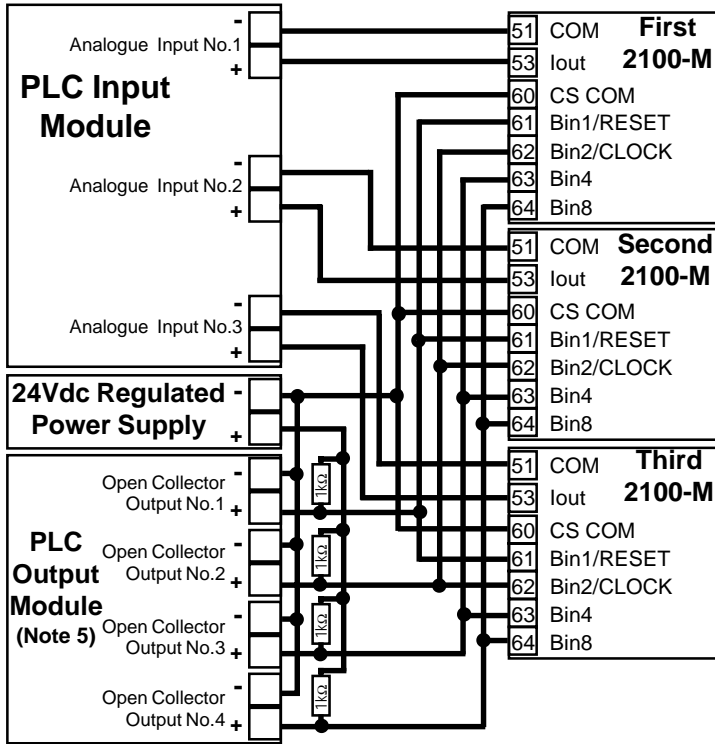 -
Analogue Input No.1
+
PLC Input
Module
-
Analogue Input No.2
+
-
Analogue Input No.3
+
24Vdc Regulated -
Power Supply +
-
Open Collector
Output No.1 +
1kΩ
PLC
Output
Module
(Note 5)
-
Open Collector
Output No.2 +
1kΩ
-
Open Collector
Output No.3 +
1kΩ
-
Open Collector
Output No.4 +
1kΩ
First
2100-M
51 COM
53 Iout
60 CS COM
61 Bin1/RESET
62 Bin2/CLOCK
63 Bin4
64 Bin8
Second
2100-M
51 COM
53 Iout
60 CS COM
61 Bin1/RESET
62 Bin2/CLOCK
63 Bin4
64 Bin8
Third
2100-M
51 COM
53 Iout
60 CS COM
61 Bin1/RESET
62 Bin2/CLOCK
63 Bin4
64 Bin8